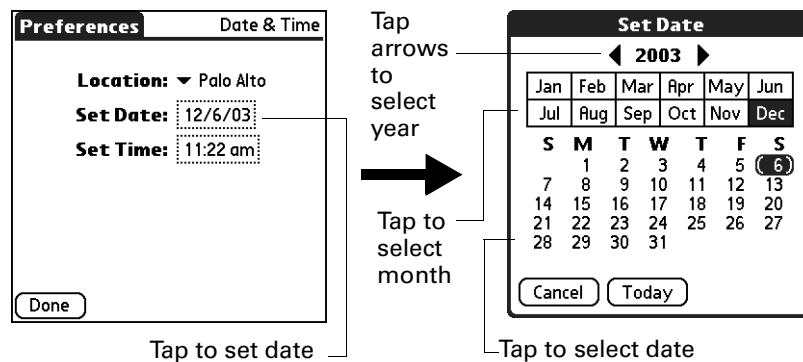 Preferences Date & Time
Location: Palo Alto
Set Date: 12/6/03
Set Time: 11:22 am
Done
Tap to set date
Tap
arrows
to
select
year
Tap to
select
month
Set Date
2003
Jan Feb Mar Apr May Jun
Jul Aug Sep Oct Nov Dec
S M T W T F S
1 2 3 4 5 6
7 8 9 10 11 12 13
14 15 16 17 18 19 20
21 22 23 24 25 26 27
28 29 30 31
Cancel Today
Tap to select date